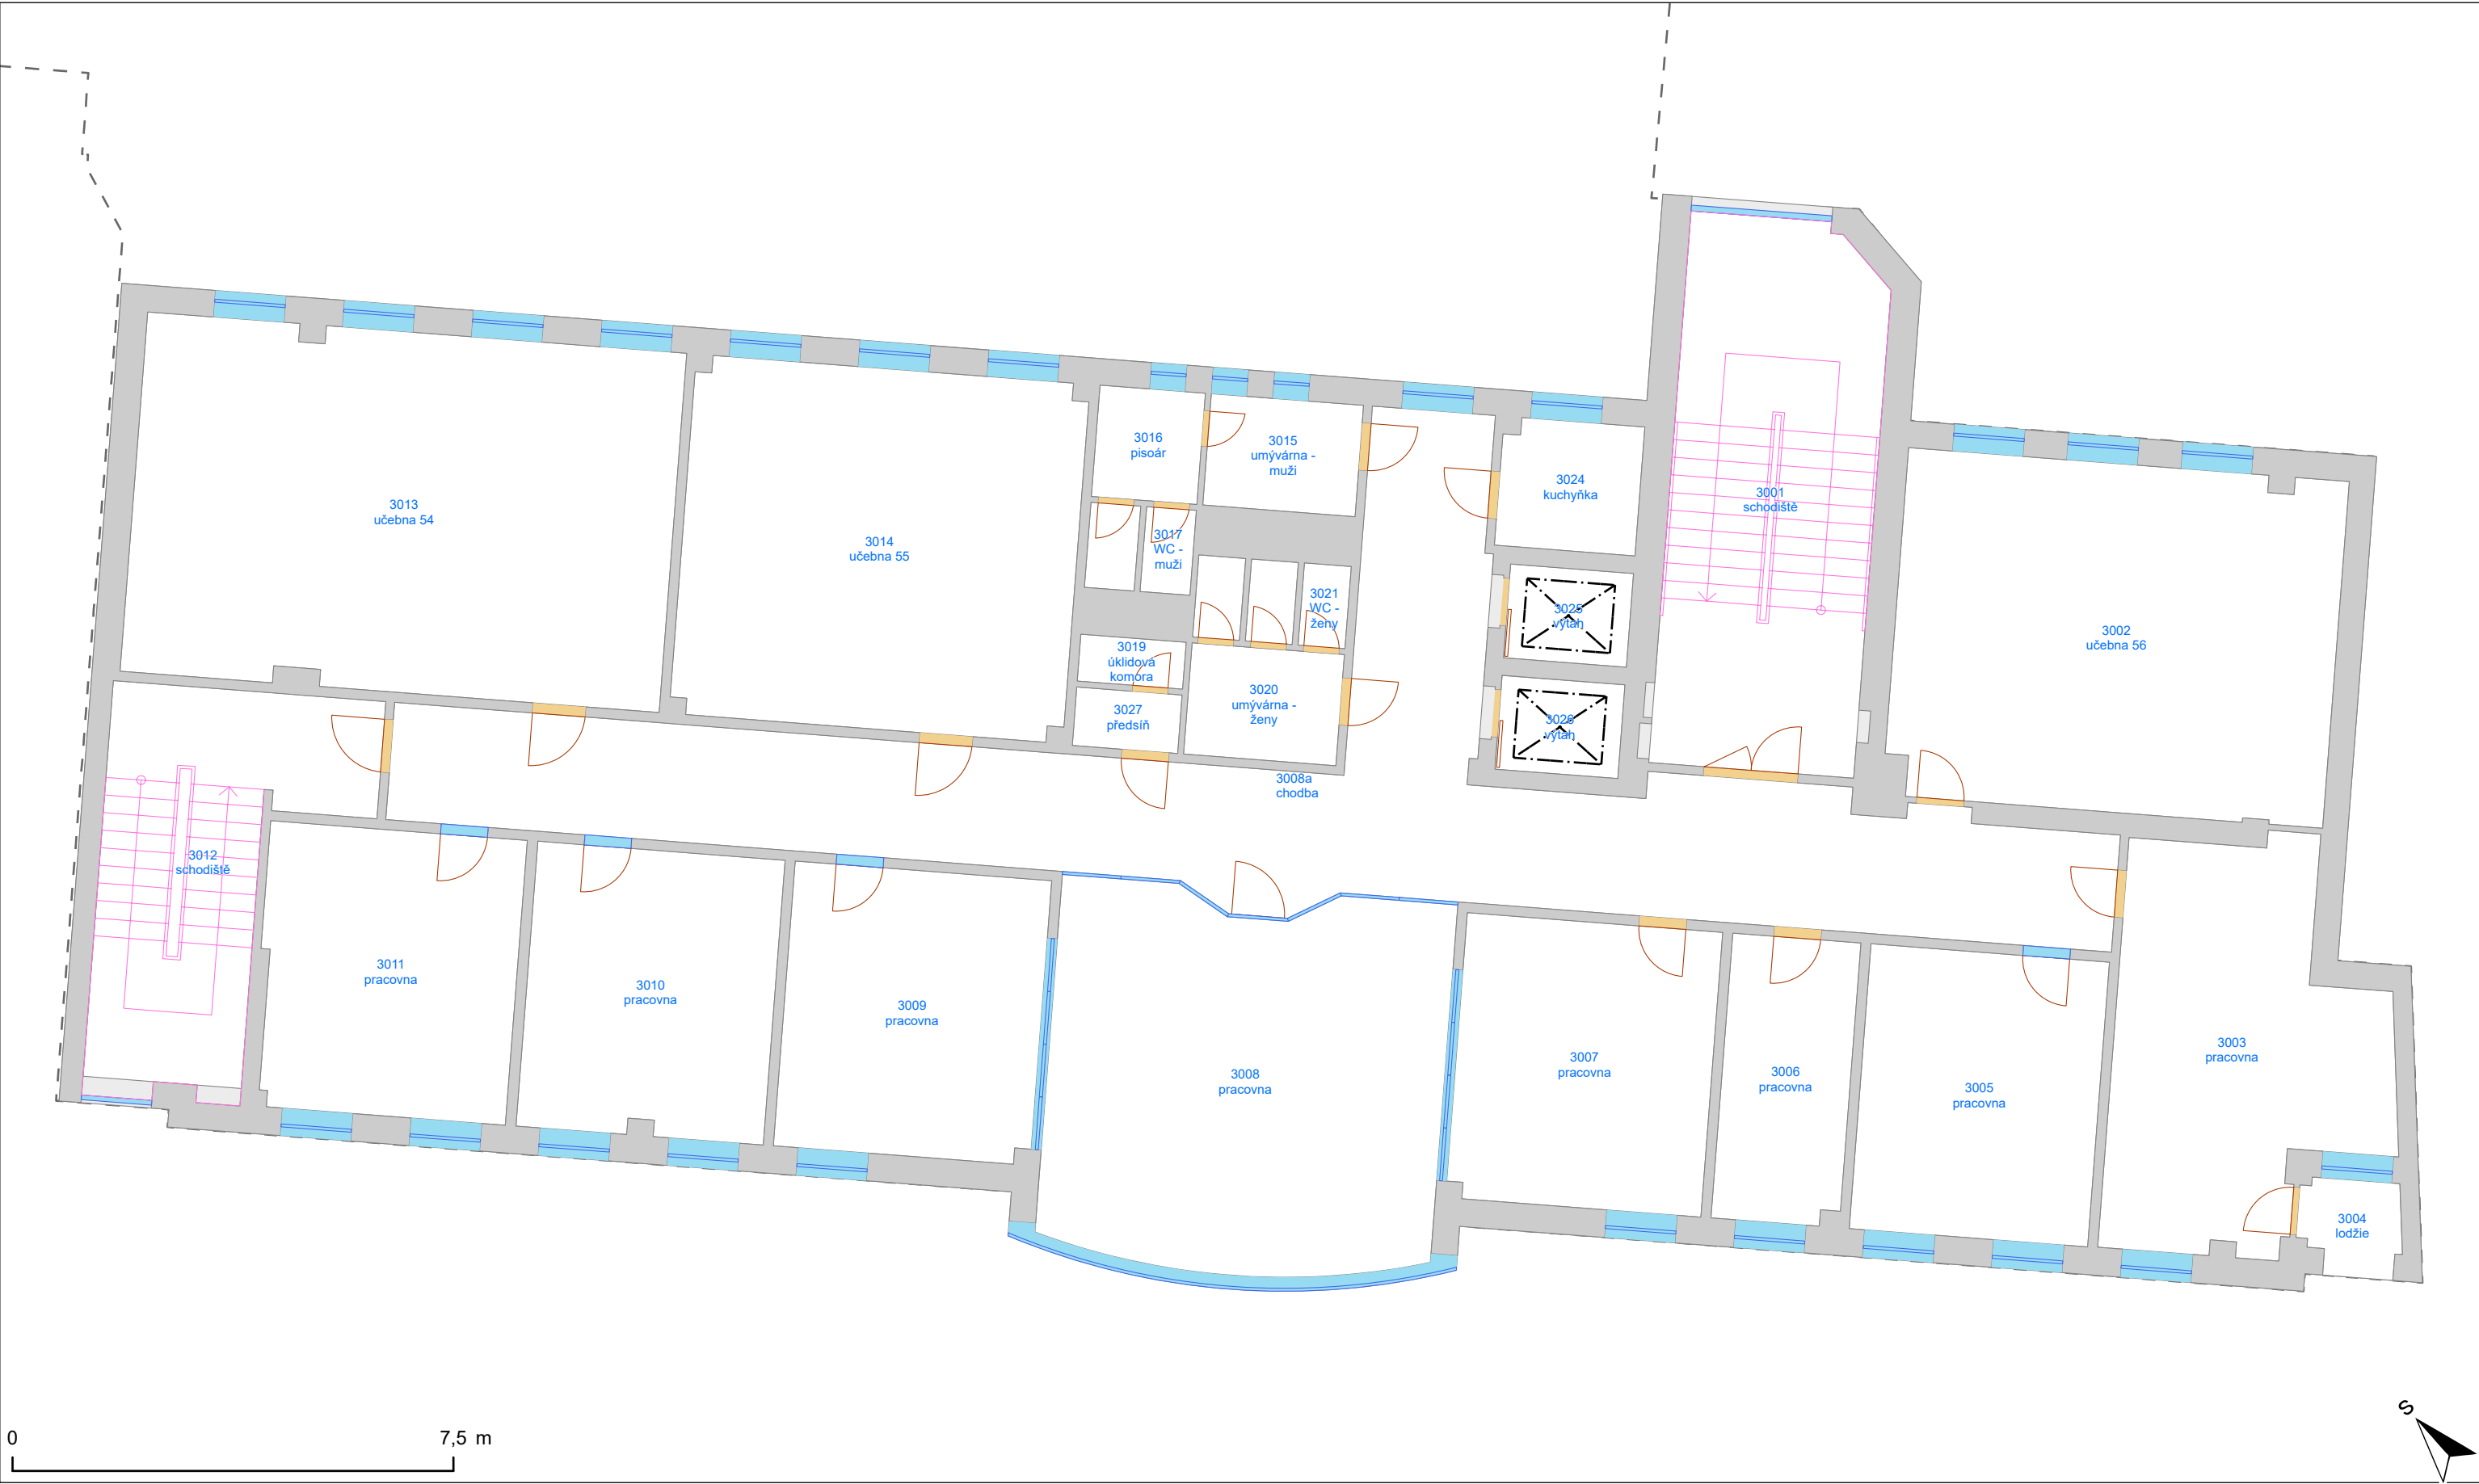 3016
pisoár
3015
umývárna -
muži
3024
kuchyňka
3001
schodiště
3013
učebna 54
3014
učebna 55
3017
WC -
muži
3021
WC -
ženy
3025
výtah
3002
učebna 56
3019
úklidová
komora
3020
umývárna -
ženy
3027
předsíň
3026
výtah
3008a
chodba
3012
schodiště
3011
pracovna
3010
pracovna
3009
pracovna
3008
pracovna
3007
pracovna
3006
pracovna
3005
pracovna
3003
pracovna
3004
lodžie
0
7,5 m
S